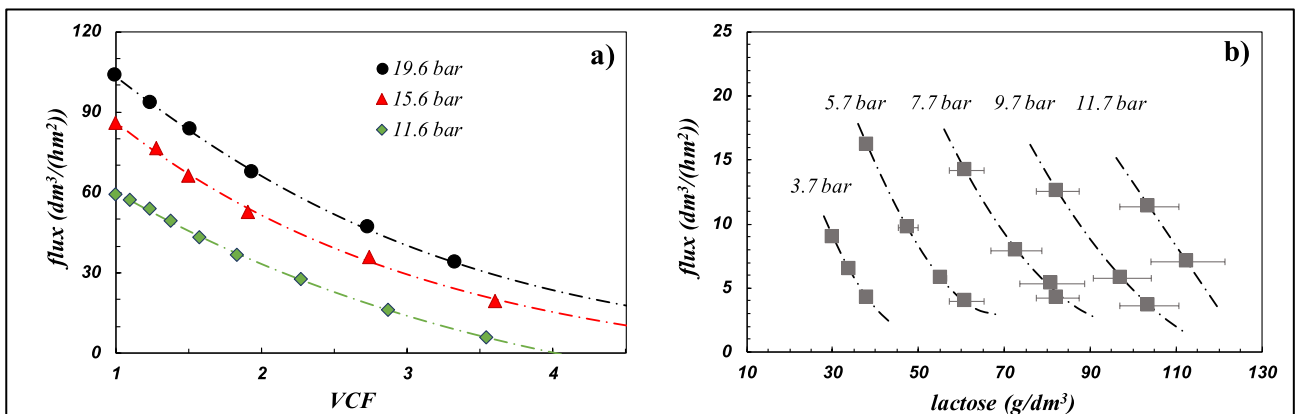 a)
flux (dm³/(hm²))
120
90
60
30
0
19.6 bar
15.6 bar
11.6 bar
1 2 3 4
VCF
b)
flux (dm³/(hm²))
25
20
15
10
5
0
3.7 bar
5.7 bar 7.7 bar 9.7 bar 11.7 bar
10 30 50 70 90 110 130
lactose (g/dm³)